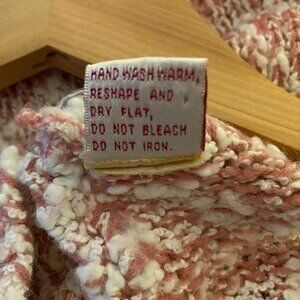 HAND WASH WARM,
RESHAPE AND
DRY FLAT,
DO NOT BLEACH
DO NOT IRON.